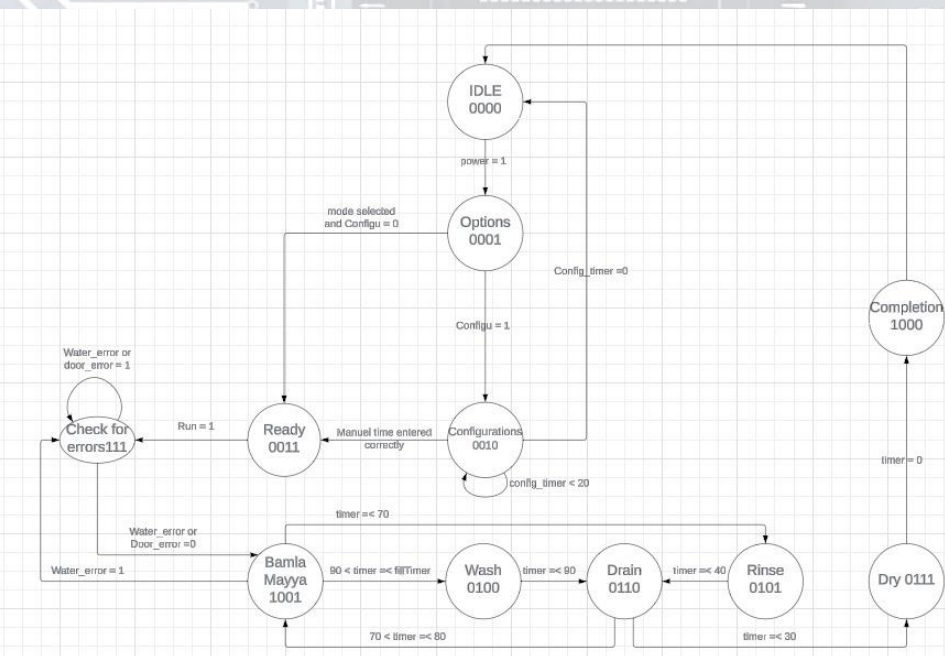 IDLE
0000
power = 1
mode selected
and Configu = 0
Options
0001
Config_timer =0
Completion
1000
Configu = 1
Water_error or
door_error = 1
Check for
errors111
Run = 1
Ready
0011
Manuel time entered
correctly
Configurations
0010
timer = 0
config_timer < 20
timer =< 70
Water_error or
Door_error =0
Water_error = 1
Bamla
Mayya
1001
90 < timer =< fillTimer
Wash
0100
timer =< 90
Drain
0110
timer =< 40
Rinse
0101
Dry 0111
70 < timer =< 80
timer =< 30